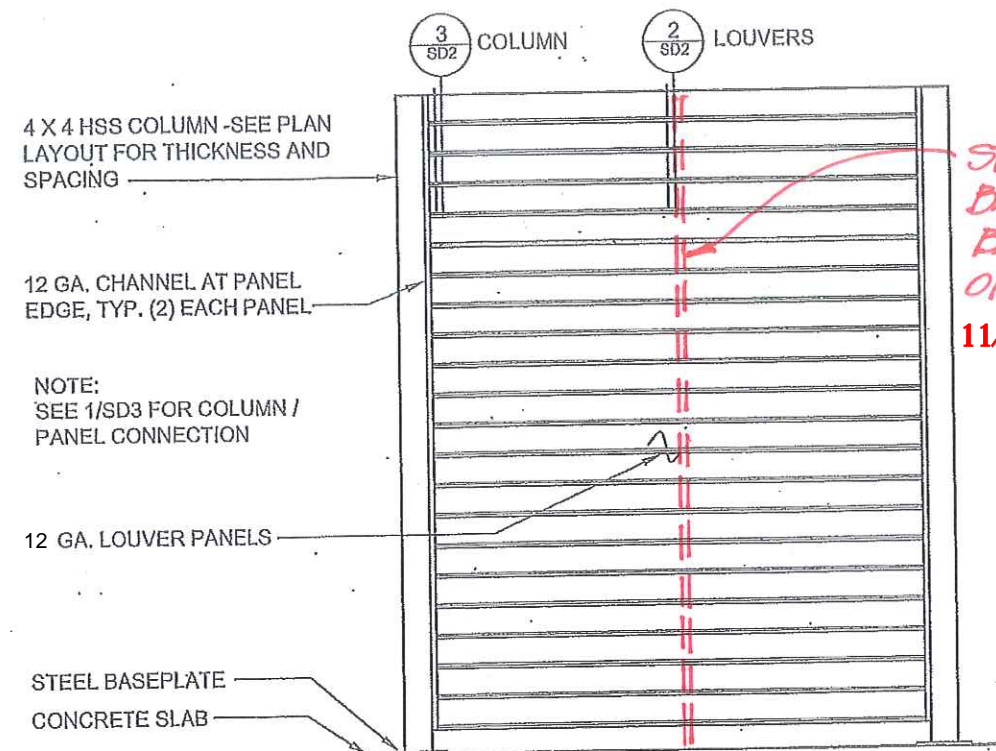 3
SD2
COLUMN
2
SD2
LOUVERS
4 X 4 HSS COLUMN -SEE PLAN
LAYOUT FOR THICKNESS AND
SPACING
12 GA. CHANNEL AT PANEL
EDGE, TYP. (2) EACH PANEL
NOTE:
SEE 1/SD3 FOR COLUMN /
PANEL CONNECTION
12 GA. LOUVER PANELS
STEEL BASEPLATE
CONCRETE SLAB
11/